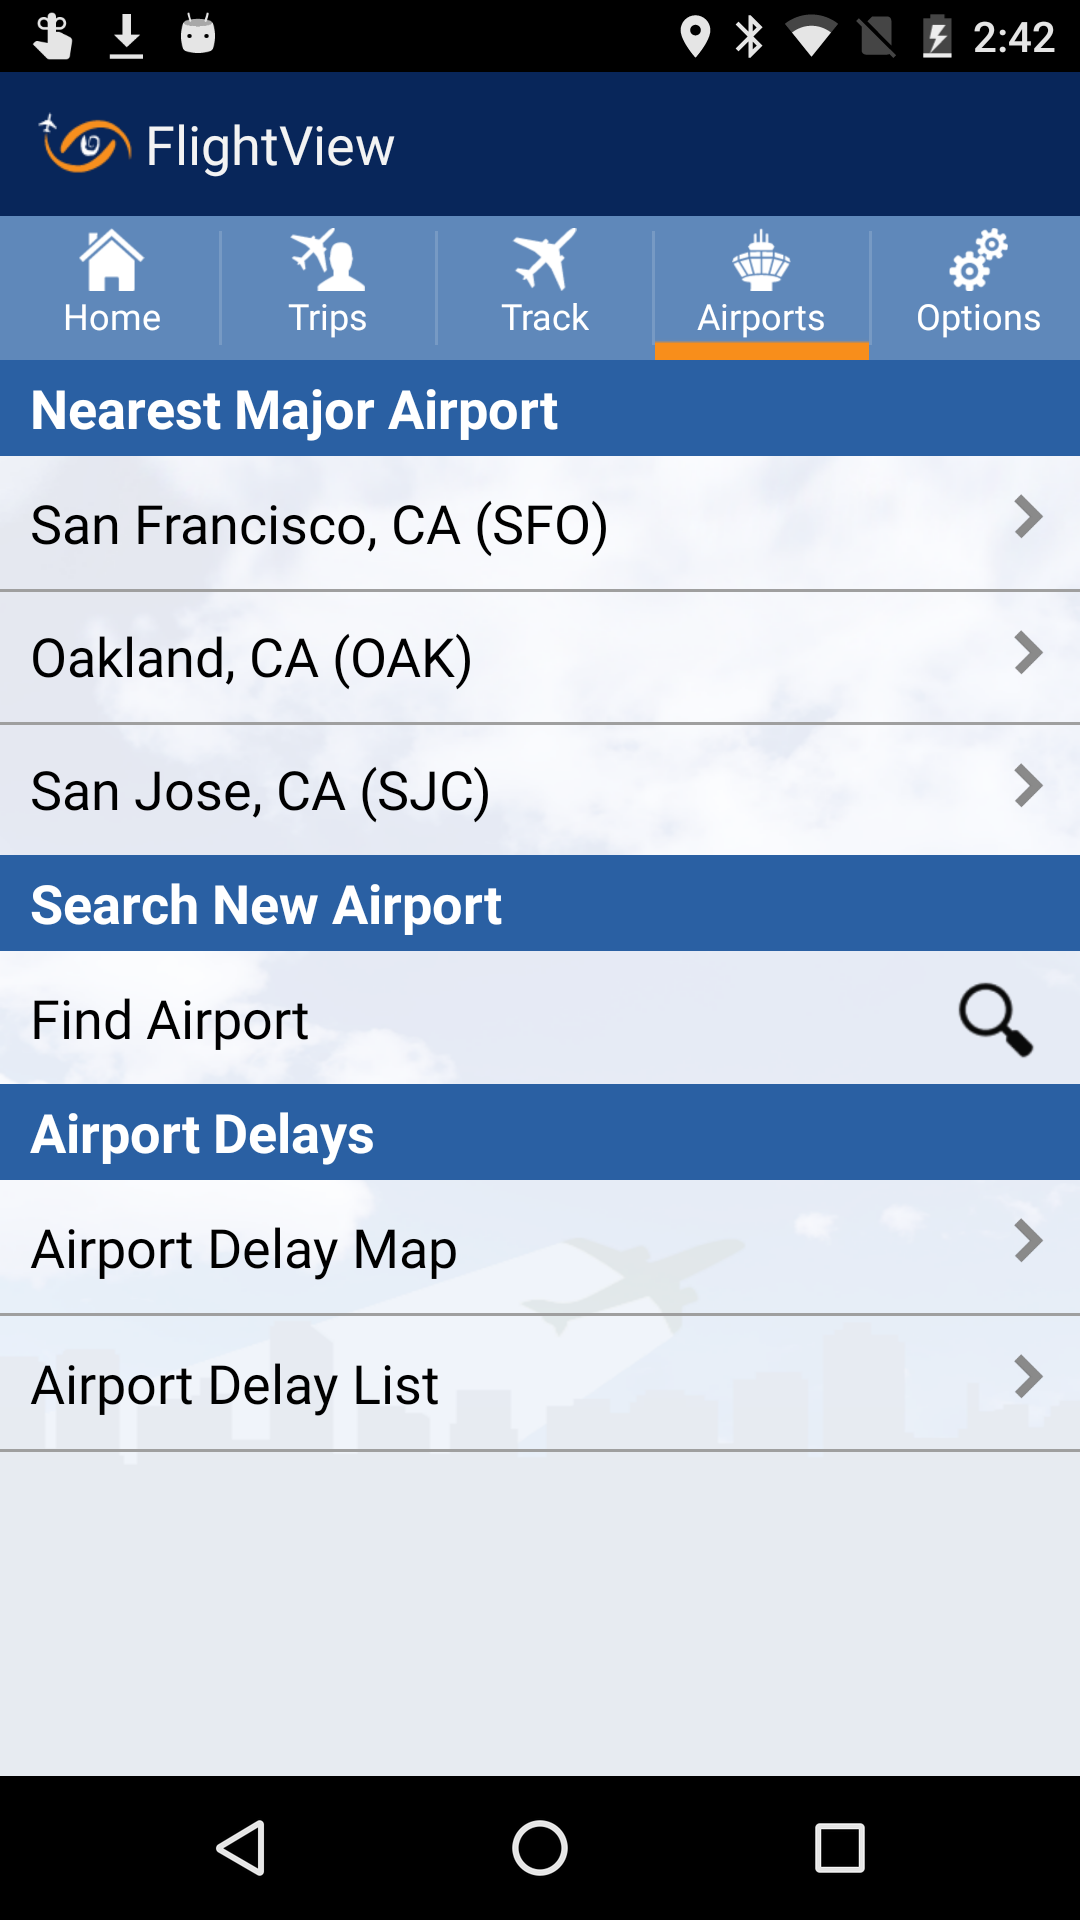 2:42
FlightView
Home Trips Track Airports Options
Nearest Major Airport
San Francisco, CA (SFO)
Oakland, CA (OAK)
San Jose, CA (SJC)
Search New Airport
Find Airport
Airport Delays
Airport Delay Map
Airport Delay List